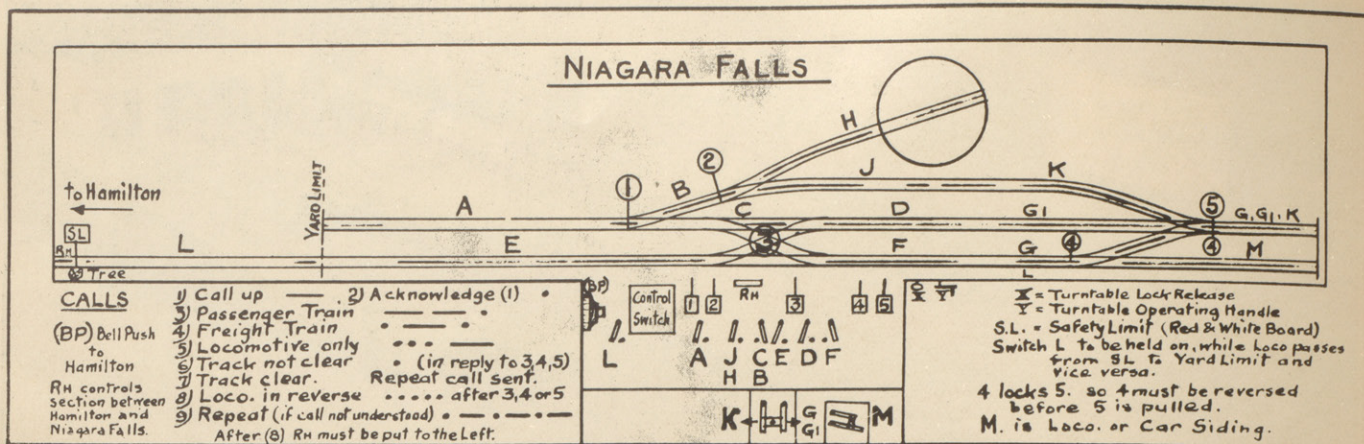 NIAGARA FALLS
to Hamilton
SL
RH
Tree
YARD LIMIT
L
A
E
1
B
2
H
C
3
J
D
F
K
G1
G
4
L
5
4
G, G1, K
M
CALLS
(BP) Bell Push
to
Hamilton
RH controls
section between
Hamilton and
Niagara Falls.
1) Call up —— 2) Acknowledge (1) •
3) Passenger Train — — — •
4) Freight Train • — — •
5) Locomotive only • • • —
6) Track not clear • (in reply to 3,4,5)
7) Track clear. Repeat call sent.
8) Loco. in reverse • • • • • after 3,4 or 5
9) Repeat (if call not understood) • — • — • — •
After (8) RH must be put to the Left.
(BP)
Control
Switch
1 2 RH 3 4 5
L A J C E D F
H B
K G M
G1
X Y
X = Turntable Lock Release
Y = Turntable Operating Handle
S.L. = Safety Limit (Red & White Board)
Switch L to be held on, while Loco passes
from SL to Yard Limit and
vice versa.
4 locks 5. so 4 must be reversed
before 5 is pulled.
M. is Loco. or Car Siding.